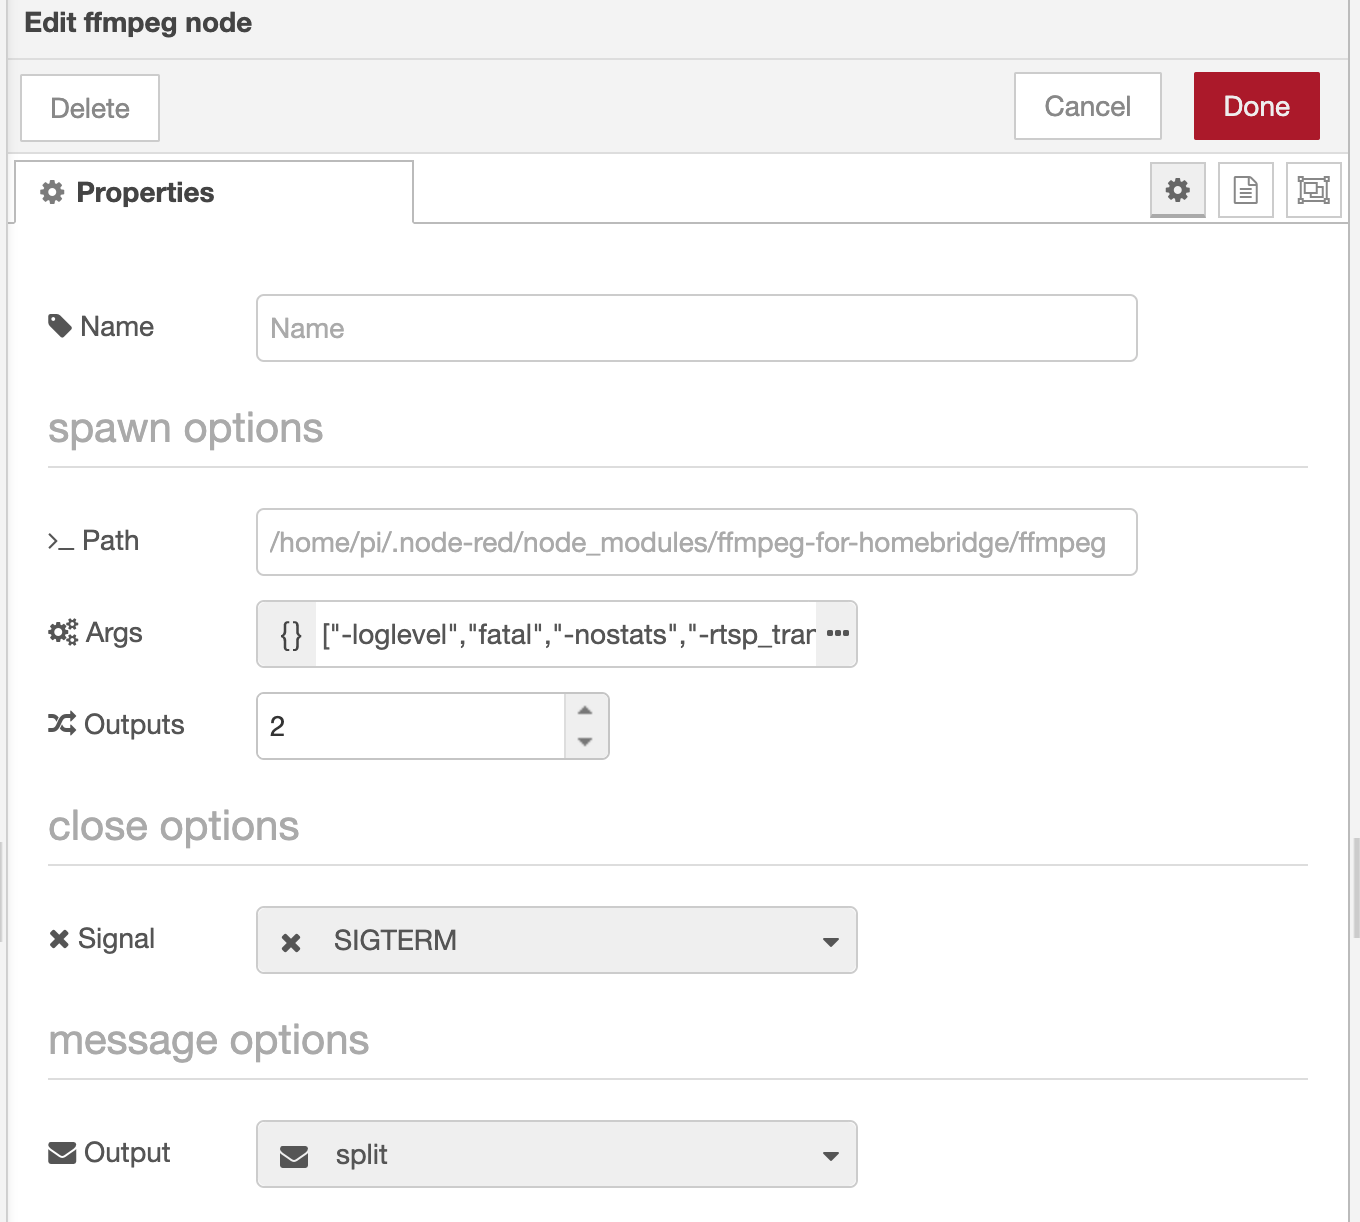 Edit ffmpeg node
Delete
Cancel
Done
Properties
Name
Name
spawn options
>_ Path
/home/pi/.node-red/node_modules/ffmpeg-for-homebridge/ffmpeg
Args
{} ["-loglevel","fatal","-nostats","-rtsp_tran •••
Outputs
2
close options
Signal
SIGTERM
message options
Output
split